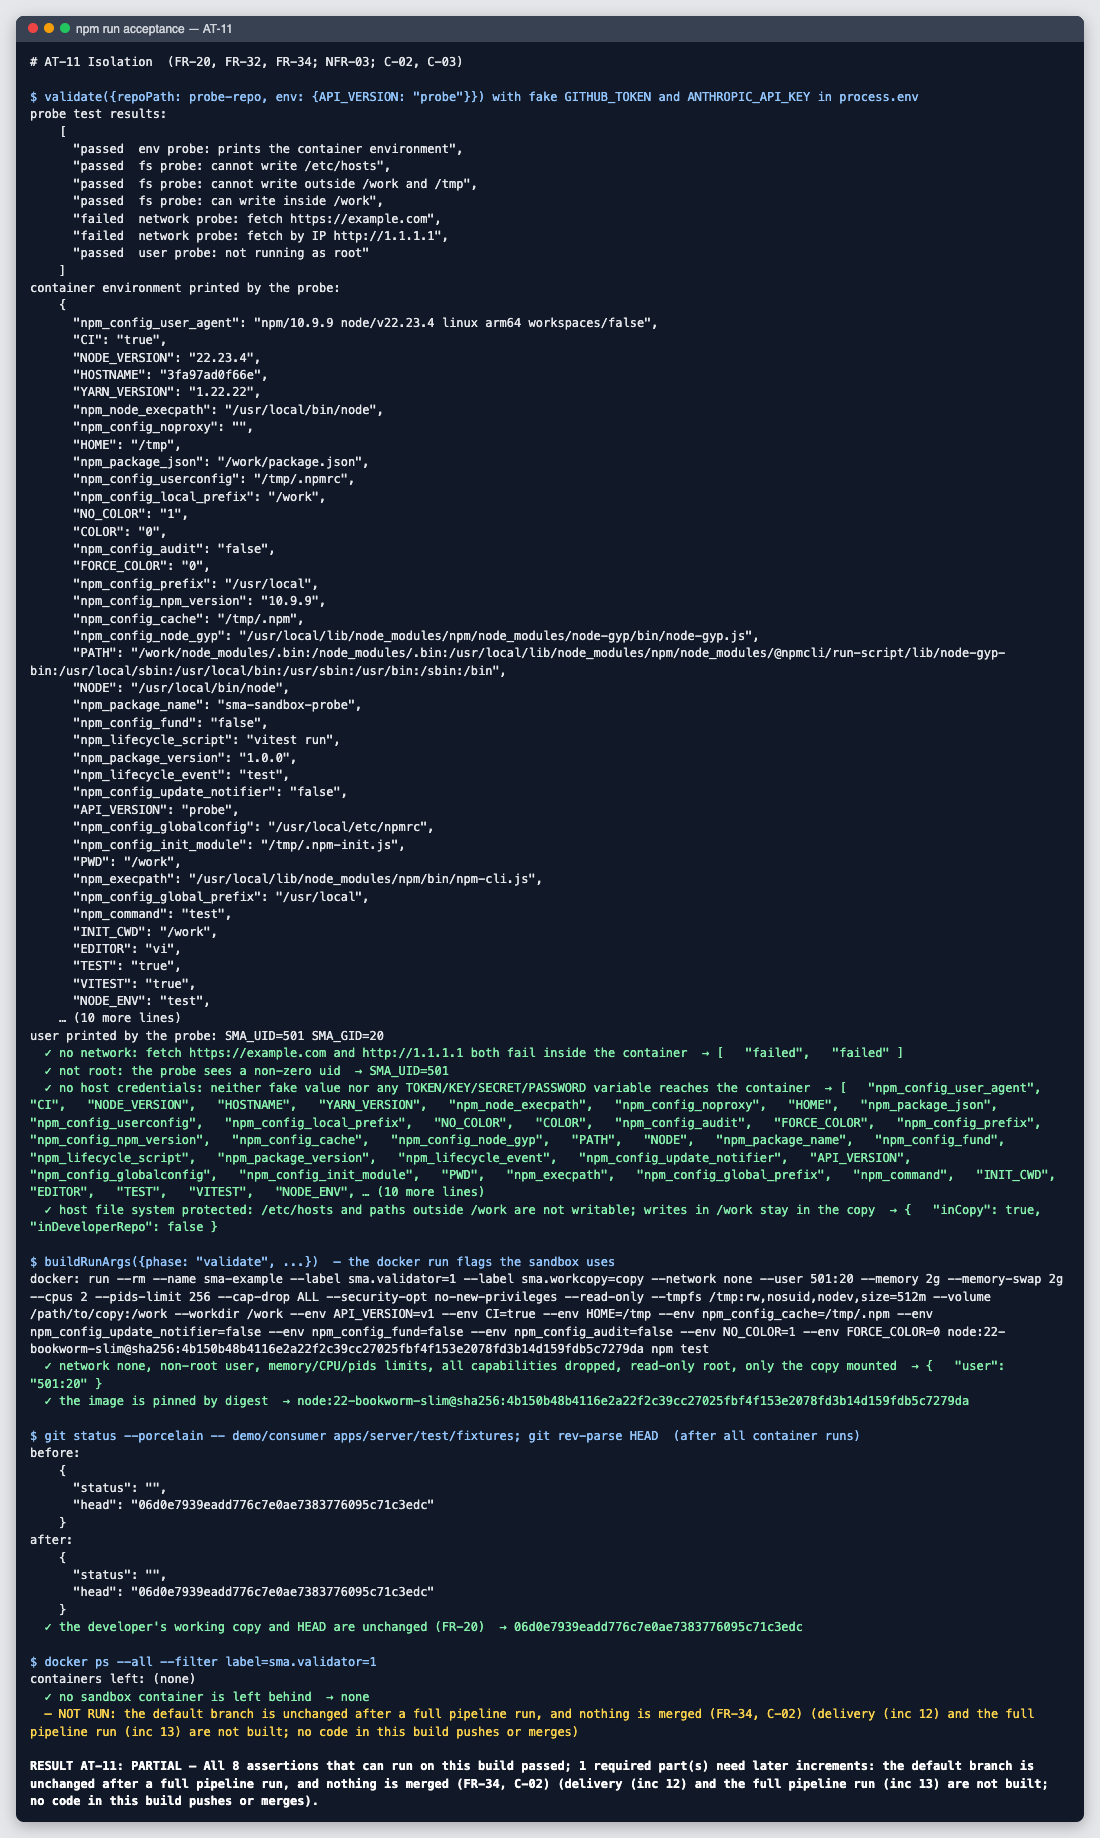 npm run acceptance — AT-11
# AT-11 Isolation  (FR-20, FR-32, FR-34; NFR-03; C-02, C-03)
$ validate({repoPath: probe-repo, env: {API_VERSION: "probe"}}) with fake GITHUB_TOKEN and ANTHROPIC_API_KEY in process.env
probe test results:
[
"passed  env probe: prints the container environment",
"passed  fs probe: cannot write /etc/hosts",
"passed  fs probe: cannot write outside /work and /tmp",
"passed  fs probe: can write inside /work",
"failed  network probe: fetch https://example.com",
"failed  network probe: fetch by IP http://1.1.1.1",
"passed  user probe: not running as root"
]
container environment printed by the probe:
{
"npm_config_user_agent": "npm/10.9.9 node/v22.23.4 linux arm64 workspaces/false",
"CI": "true",
"NODE_VERSION": "22.23.4",
"HOSTNAME": "3fa97ad0f66e",
"YARN_VERSION": "1.22.22",
"npm_node_execpath": "/usr/local/bin/node",
"npm_config_noproxy": "",
"HOME": "/tmp",
"npm_package_json": "/work/package.json",
"npm_config_userconfig": "/tmp/.npmrc",
"npm_config_local_prefix": "/work",
"NO_COLOR": "1",
"COLOR": "0",
"npm_config_audit": "false",
"FORCE_COLOR": "0",
"npm_config_prefix": "/usr/local",
"npm_config_npm_version": "10.9.9",
"npm_config_cache": "/tmp/.npm",
"npm_config_node_gyp": "/usr/local/lib/node_modules/npm/node_modules/node-gyp/bin/node-gyp.js",
"PATH": "/work/node_modules/.bin:/node_modules/.bin:/usr/local/lib/node_modules/npm/node_modules/@npmcli/run-script/lib/node-gyp-
bin:/usr/local/sbin:/usr/local/bin:/usr/sbin:/usr/bin:/sbin:/bin",
"NODE": "/usr/local/bin/node",
"npm_package_name": "sma-sandbox-probe",
"npm_config_fund": "false",
"npm_lifecycle_script": "vitest run",
"npm_package_version": "1.0.0",
"npm_lifecycle_event": "test",
"npm_config_update_notifier": "false",
"API_VERSION": "probe",
"npm_config_globalconfig": "/usr/local/etc/npmrc",
"npm_config_init_module": "/tmp/.npm-init.js",
"PWD": "/work",
"npm_execpath": "/usr/local/lib/node_modules/npm/bin/npm-cli.js",
"npm_config_global_prefix": "/usr/local",
"npm_command": "test",
"INIT_CWD": "/work",
"EDITOR": "vi",
"TEST": "true",
"VITEST": "true",
"NODE_ENV": "test",
… (10 more lines)
user printed by the probe: SMA_UID=501 SMA_GID=20
✓ no network: fetch https://example.com and http://1.1.1.1 both fail inside the container  → [   "failed",   "failed" ]
✓ not root: the probe sees a non-zero uid  → SMA_UID=501
✓ no host credentials: neither fake value nor any TOKEN/KEY/SECRET/PASSWORD variable reaches the container  → [   "npm_config_user_agent",
"CI",   "NODE_VERSION",   "HOSTNAME",   "YARN_VERSION",   "npm_node_execpath",   "npm_config_noproxy",   "HOME",   "npm_package_json",
"npm_config_userconfig",   "npm_config_local_prefix",   "NO_COLOR",   "COLOR",   "npm_config_audit",   "FORCE_COLOR",   "npm_config_prefix",
"npm_config_npm_version",   "npm_config_cache",   "npm_config_node_gyp",   "PATH",   "NODE",   "npm_package_name",   "npm_config_fund",
"npm_lifecycle_script",   "npm_package_version",   "npm_lifecycle_event",   "npm_config_update_notifier",   "API_VERSION",
"npm_config_globalconfig",   "npm_config_init_module",   "PWD",   "npm_execpath",   "npm_config_global_prefix",   "npm_command",   "INIT_CWD",
"EDITOR",   "TEST",   "VITEST",   "NODE_ENV", … (10 more lines)
✓ host file system protected: /etc/hosts and paths outside /work are not writable; writes in /work stay in the copy  → {   "inCopy": true,
"inDeveloperRepo": false }
$ buildRunArgs({phase: "validate", ...})  — the docker run flags the sandbox uses
docker: run --rm --name sma-example --label sma.validator=1 --label sma.workcopy=copy --network none --user 501:20 --memory 2g --memory-swap 2g
--cpus 2 --pids-limit 256 --cap-drop ALL --security-opt no-new-privileges --read-only --tmpfs /tmp:rw,nosuid,nodev,size=512m --volume
/path/to/copy:/work --workdir /work --env API_VERSION=v1 --env CI=true --env HOME=/tmp --env npm_config_cache=/tmp/.npm --env
npm_config_update_notifier=false --env npm_config_fund=false --env npm_config_audit=false --env NO_COLOR=1 --env FORCE_COLOR=0 node:22-
bookworm-slim@sha256:4b150b48b4116e2a22f2c39cc27025fbf4f153e2078fd3b14d159fdb5c7279da npm test
✓ network none, non-root user, memory/CPU/pids limits, all capabilities dropped, read-only root, only the copy mounted  → {   "user":
"501:20" }
✓ the image is pinned by digest  → node:22-bookworm-slim@sha256:4b150b48b4116e2a22f2c39cc27025fbf4f153e2078fd3b14d159fdb5c7279da
$ git status --porcelain -- demo/consumer apps/server/test/fixtures; git rev-parse HEAD  (after all container runs)
before:
{
"status": "",
"head": "06d0e7939eadd776c7e0ae7383776095c71c3edc"
}
after:
{
"status": "",
"head": "06d0e7939eadd776c7e0ae7383776095c71c3edc"
}
✓ the developer's working copy and HEAD are unchanged (FR-20)  → 06d0e7939eadd776c7e0ae7383776095c71c3edc
$ docker ps --all --filter label=sma.validator=1
containers left: (none)
✓ no sandbox container is left behind  → none
— NOT RUN: the default branch is unchanged after a full pipeline run, and nothing is merged (FR-34, C-02) (delivery (inc 12) and the full
pipeline run (inc 13) are not built; no code in this build pushes or merges)
RESULT AT-11: PARTIAL — All 8 assertions that can run on this build passed; 1 required part(s) need later increments: the default branch is
unchanged after a full pipeline run, and nothing is merged (FR-34, C-02) (delivery (inc 12) and the full pipeline run (inc 13) are not built;
no code in this build pushes or merges).